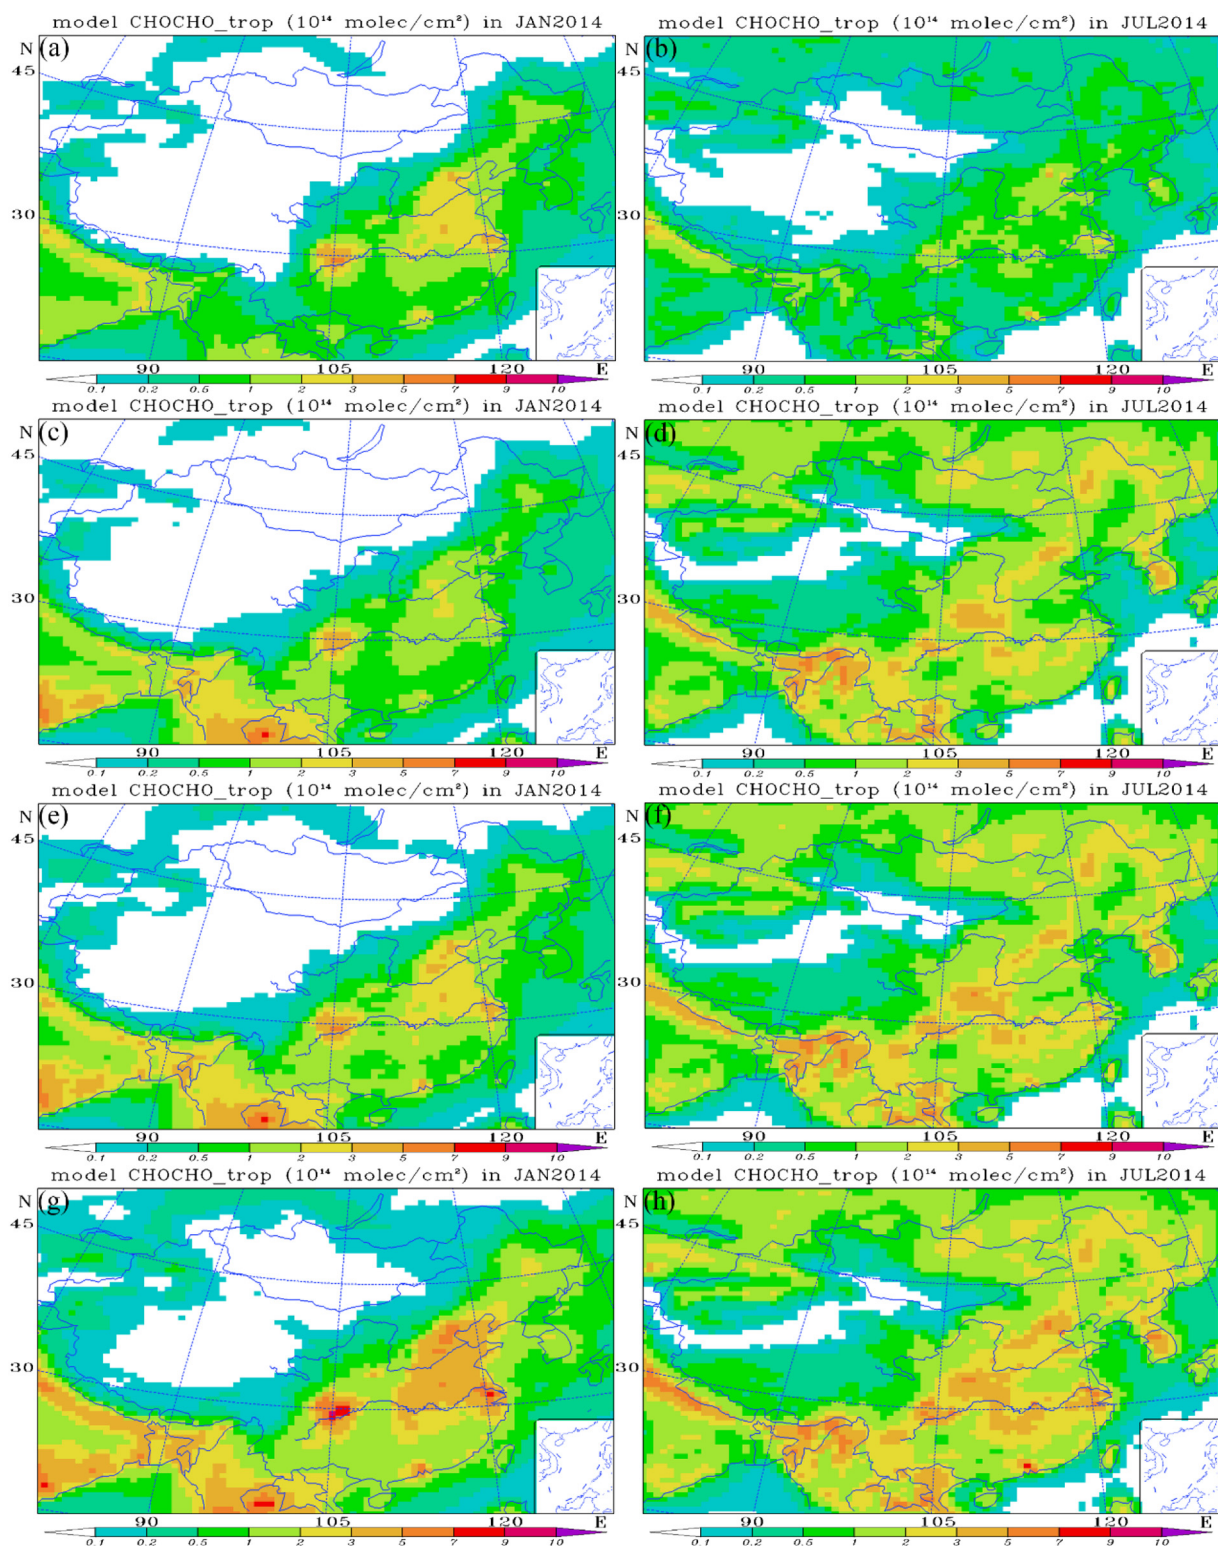 model CHOCHO_trop (10¹⁴ molec/cm²) in JAN2014
model CHOCHO_trop (10¹⁴ molec/cm²) in JUL2014
N (a)
N (b)
45
45
30
30
90 105 120 E
90 105 120 E
0.1 0.2 0.5 1 2 3 5 7 9 10
0.1 0.2 0.5 1 2 3 5 7 9 10
model CHOCHO_trop (10¹⁴ molec/cm²) in JAN2014
model CHOCHO_trop (10¹⁴ molec/cm²) in JUL2014
N (c)
N (d)
45
45
30
30
90 105 120 E
90 105 120 E
0.1 0.2 0.5 1 2 3 5 7 9 10
0.1 0.2 0.5 1 2 3 5 7 9 10
model CHOCHO_trop (10¹⁴ molec/cm²) in JAN2014
model CHOCHO_trop (10¹⁴ molec/cm²) in JUL2014
N (e)
N (f)
45
45
30
30
90 105 120 E
90 105 120 E
0.1 0.2 0.5 1 2 3 5 7 9 10
0.1 0.2 0.5 1 2 3 5 7 9 10
model CHOCHO_trop (10¹⁴ molec/cm²) in JAN2014
model CHOCHO_trop (10¹⁴ molec/cm²) in JUL2014
N (g)
N (h)
45
45
30
30
90 105 120 E
90 105 120 E
0.1 0.2 0.5 1 2 3 5 7 9 10
0.1 0.2 0.5 1 2 3 5 7 9 10